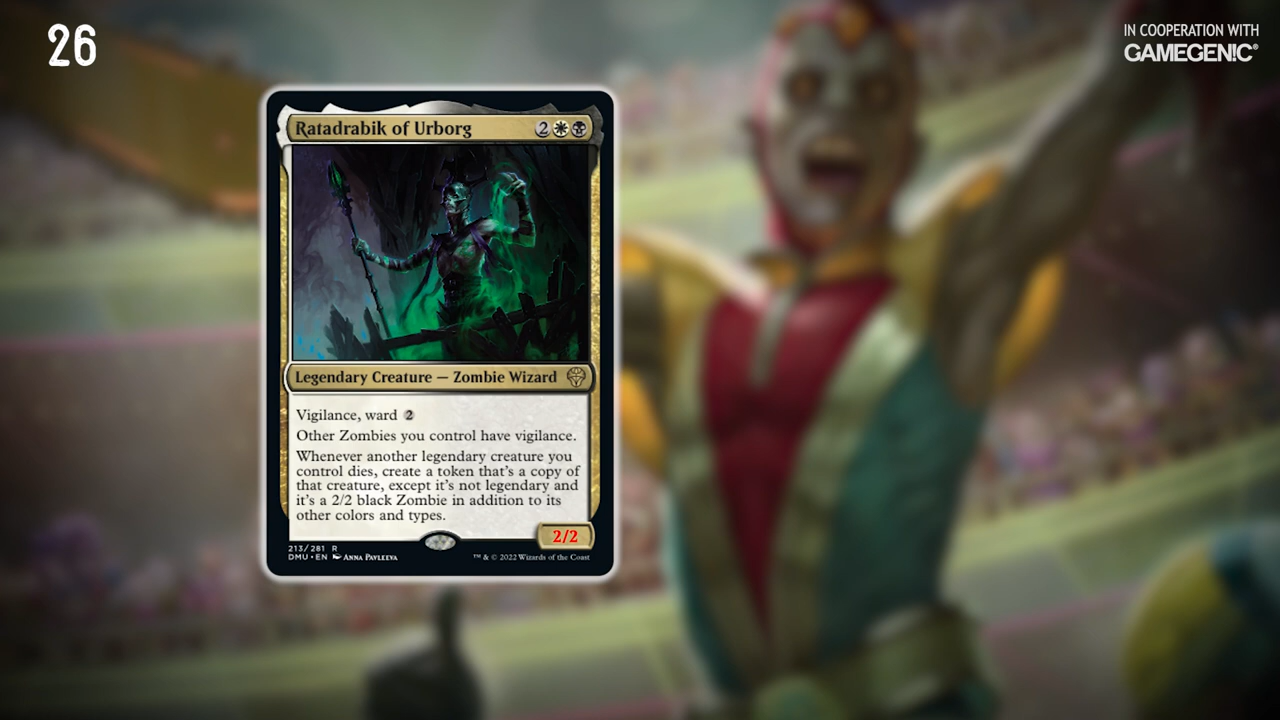 26
IN COOPERATION WITH
GAMEGENIC®
Ratadrabik of Urborg 2
Legendary Creature — Zombie Wizard
Vigilance, ward 2
Other Zombies you control have vigilance.
Whenever another legendary creature you
control dies, create a token that's a copy of
that creature, except it's not legendary and
it's a 2/2 black Zombie in addition to its
other colors and types.
2/2
213/281 R
DMU • EN Anna Pavleeva
™ & © 2022 Wizards of the Coast